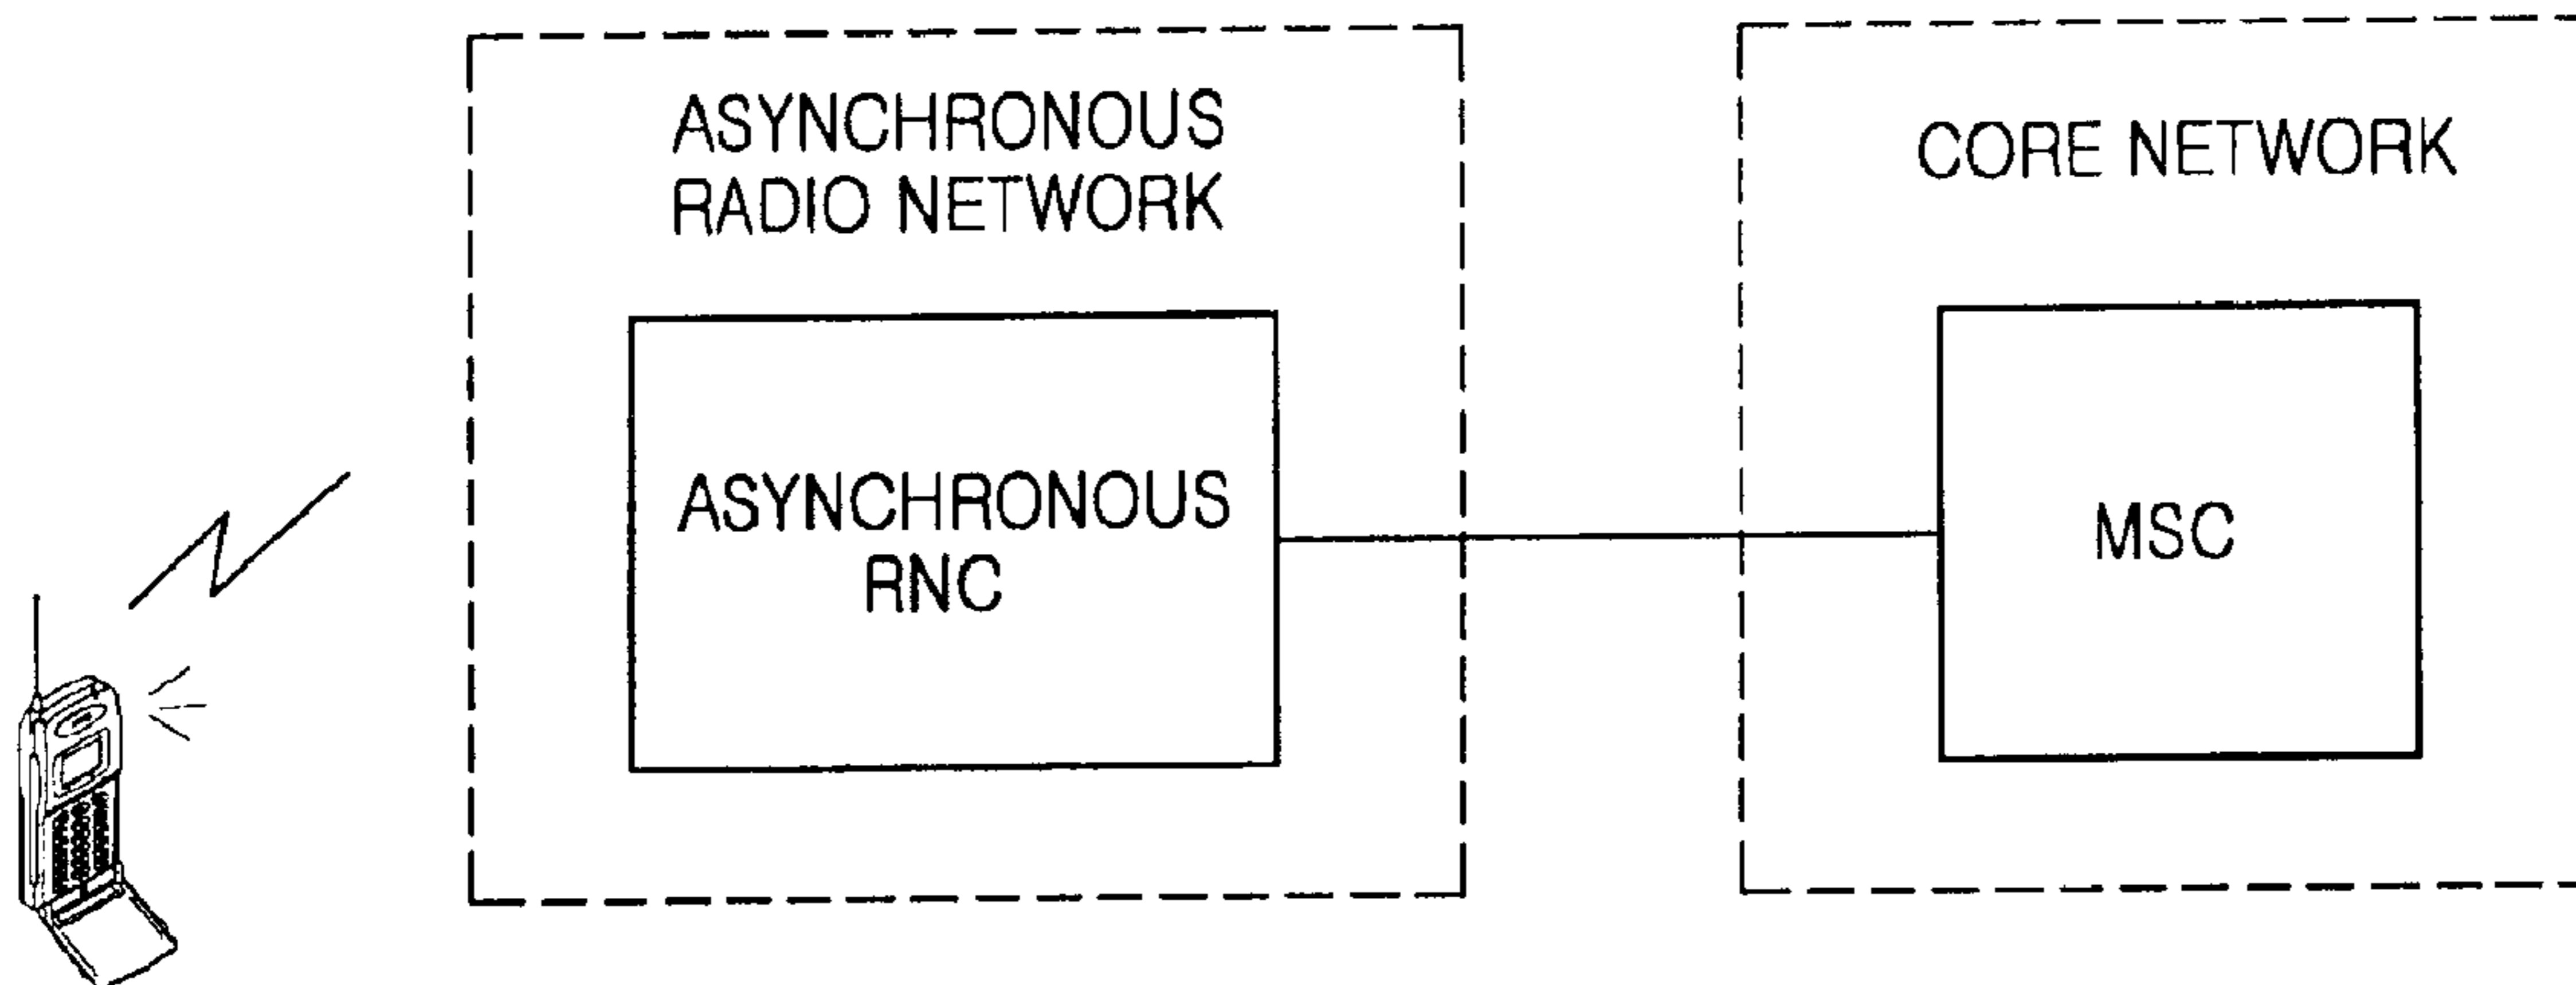 ASYNCHRONOUS
RADIO NETWORK
CORE NETWORK
ASYNCHRONOUS
RNC
MSC